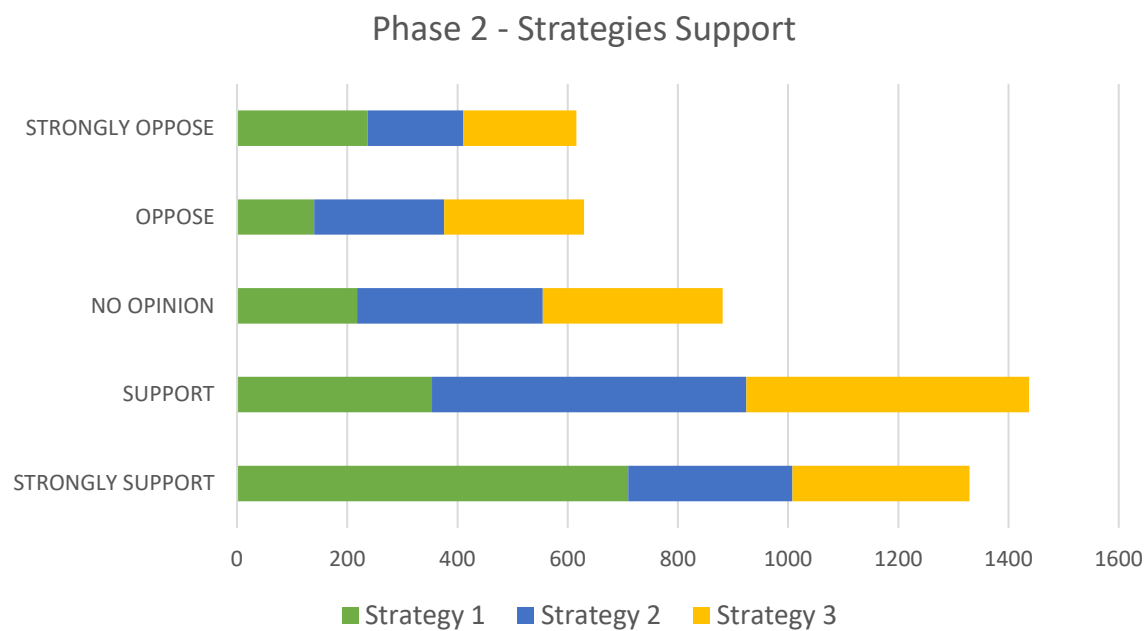 Phase 2 - Strategies Support
STRONGLY OPPOSE
OPPOSE
NO OPINION
SUPPORT
STRONGLY SUPPORT
0 200 400 600 800 1000 1200 1400 1600
Strategy 1 Strategy 2 Strategy 3